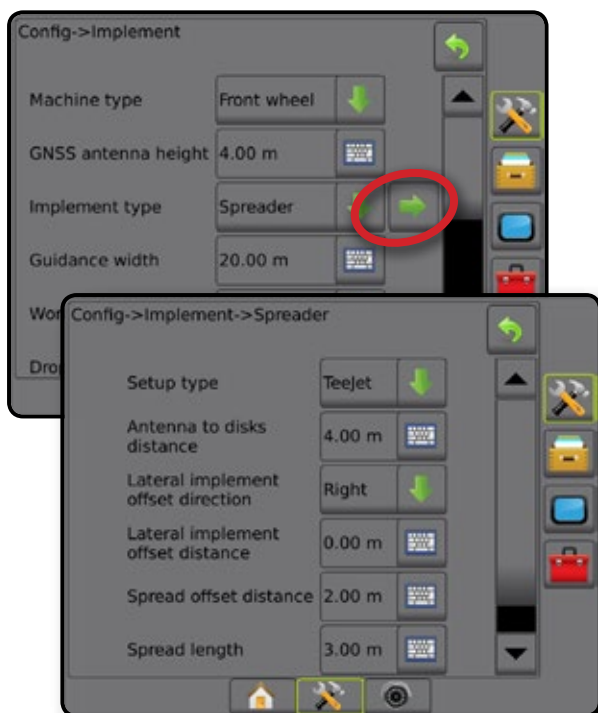 Config->Implement
Machine type Front wheel
GNSS antenna height 4.00 m
Implement type Spreader
Guidance width 20.00 m
Wor
Dro
Config->Implement->Spreader
Setup type TeeJet
Antenna to disks
distance 4.00 m
Lateral implement
offset direction Right
Lateral implement
offset distance 0.00 m
Spread offset distance 2.00 m
Spread length 3.00 m